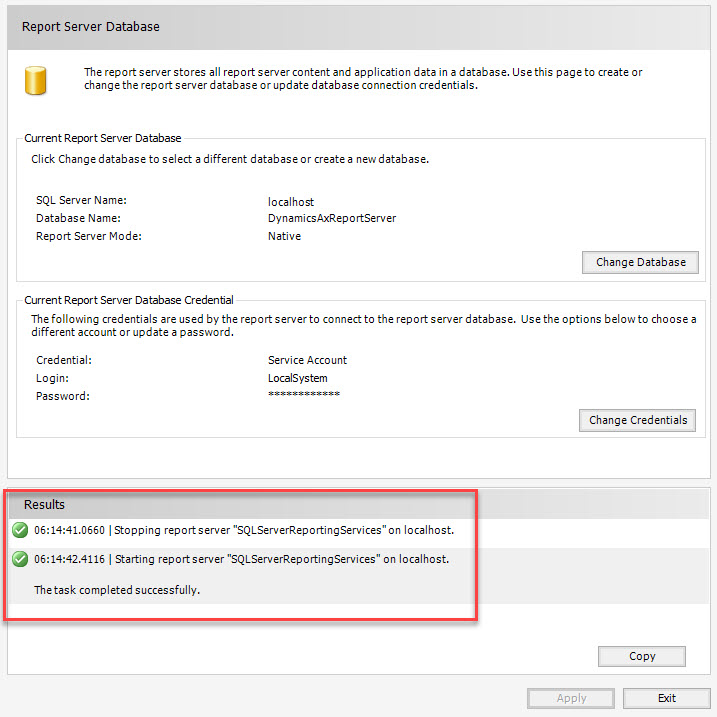 Report Server Database
The report server stores all report server content and application data in a database. Use this page to create or
change the report server database or update database connection credentials.
Current Report Server Database
Click Change database to select a different database or create a new database.
SQL Server Name: localhost
Database Name: DynamicsAxReportServer
Report Server Mode: Native
Change Database
Current Report Server Database Credential
The following credentials are used by the report server to connect to the report server database. Use the options below to choose a
different account or update a password.
Credential: Service Account
Login: LocalSystem
Password: ************
Change Credentials
Results
06:14:41.0660 | Stopping report server "SQLServerReportingServices" on localhost.
06:14:42.4116 | Starting report server "SQLServerReportingServices" on localhost.
The task completed successfully.
Copy
Apply Exit